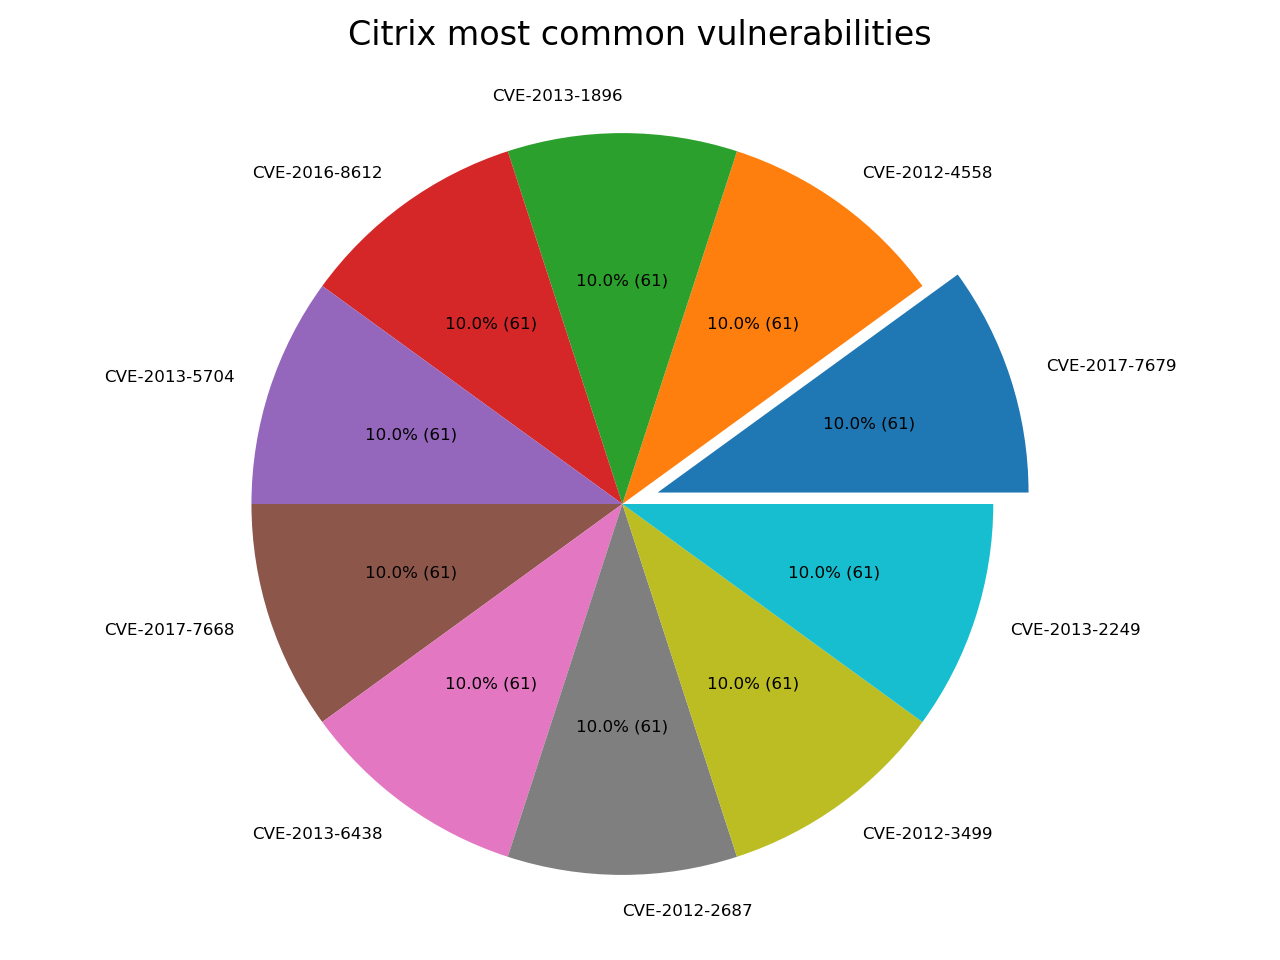 Citrix most common vulnerabilities
CVE-2013-1896
CVE-2016-8612
CVE-2012-4558
10.0% (61)
10.0% (61)
10.0% (61)
CVE-2017-7679
CVE-2013-5704
10.0% (61)
10.0% (61)
10.0% (61)
10.0% (61)
CVE-2017-7668
CVE-2013-2249
10.0% (61)
10.0% (61)
10.0% (61)
CVE-2013-6438
CVE-2012-3499
CVE-2012-2687